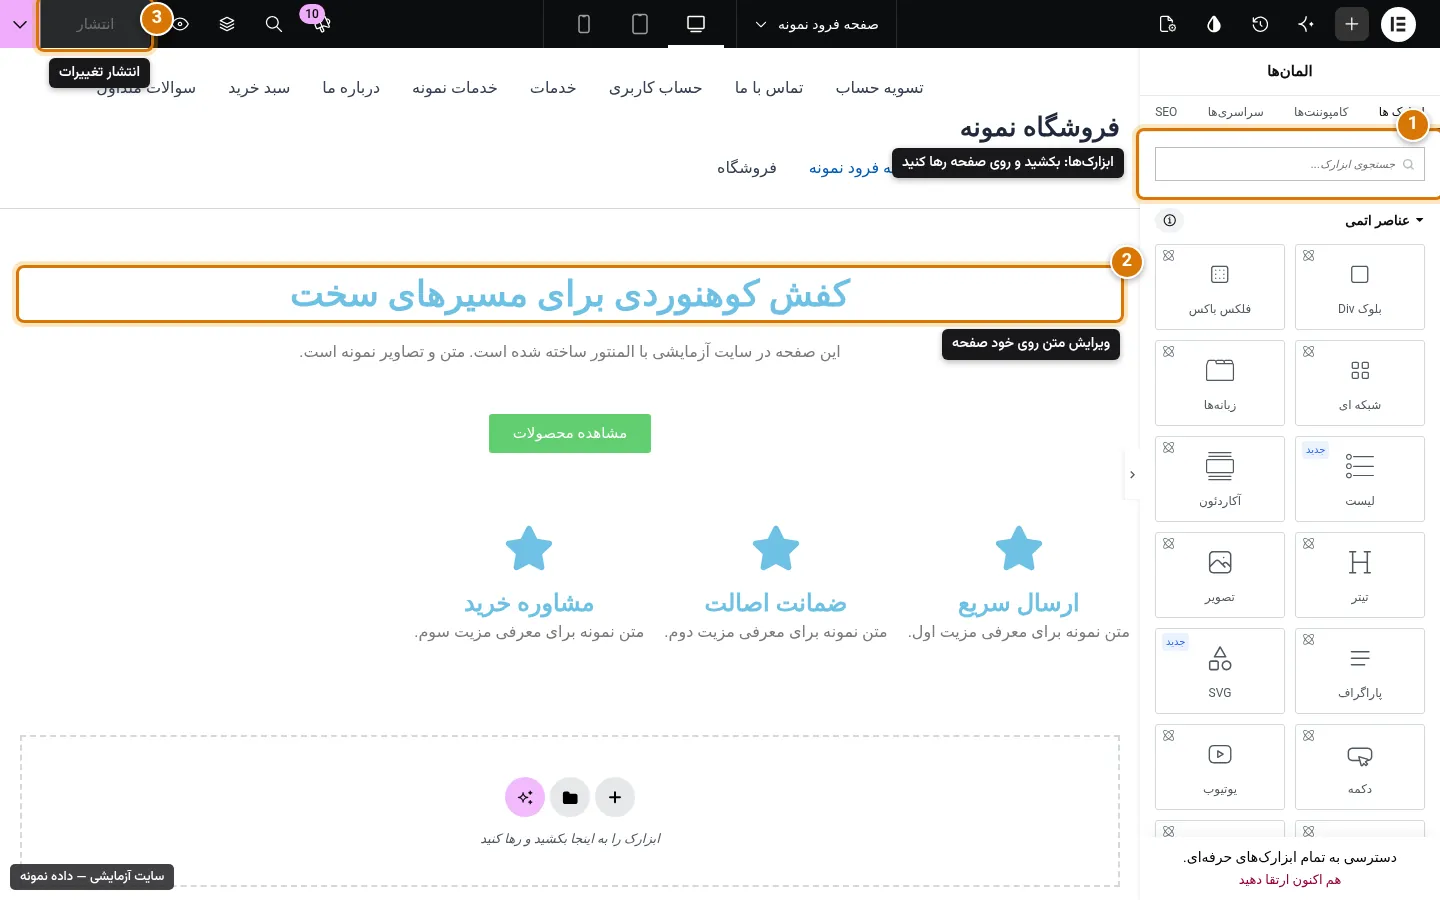 صفحه فرود نمونه
10
انتشار
3
انتشار تغییرات
المان‌ها
کامپوننت‌ها
سراسری‌ها
SEO
1
جستجوی ابزارک...
ابزارک‌ها: بکشید و روی صفحه رها کنید
عناصر اتمی
بلوک Div
فلکس باکس
شبکه ای
زبانه‌ها
جدید
لیست
آکاردئون
تیتر
تصویر
پاراگراف
جدید
SVG
دکمه
یوتیوب
دسترسی به تمام ابزارک‌های حرفه‌ای.
هم اکنون ارتقا دهید
تسویه حساب
تماس با ما
حساب کاربری
خدمات
خدمات نمونه
درباره ما
سبد خرید
سوالات متداول
فروشگاه نمونه
فرود نمونه
فروشگاه
2
کفش کوهنوردی برای مسیرهای سخت
ویرایش متن روی خود صفحه
این صفحه در سایت آزمایشی با المنتور ساخته شده است. متن و تصاویر نمونه است.
مشاهده محصولات
ارسال سریع
متن نمونه برای معرفی مزیت اول.
ضمانت اصالت
متن نمونه برای معرفی مزیت دوم.
مشاوره خرید
متن نمونه برای معرفی مزیت سوم.
ابزارک را به اینجا بکشید و رها کنید
سایت آزمایشی – داده نمونه